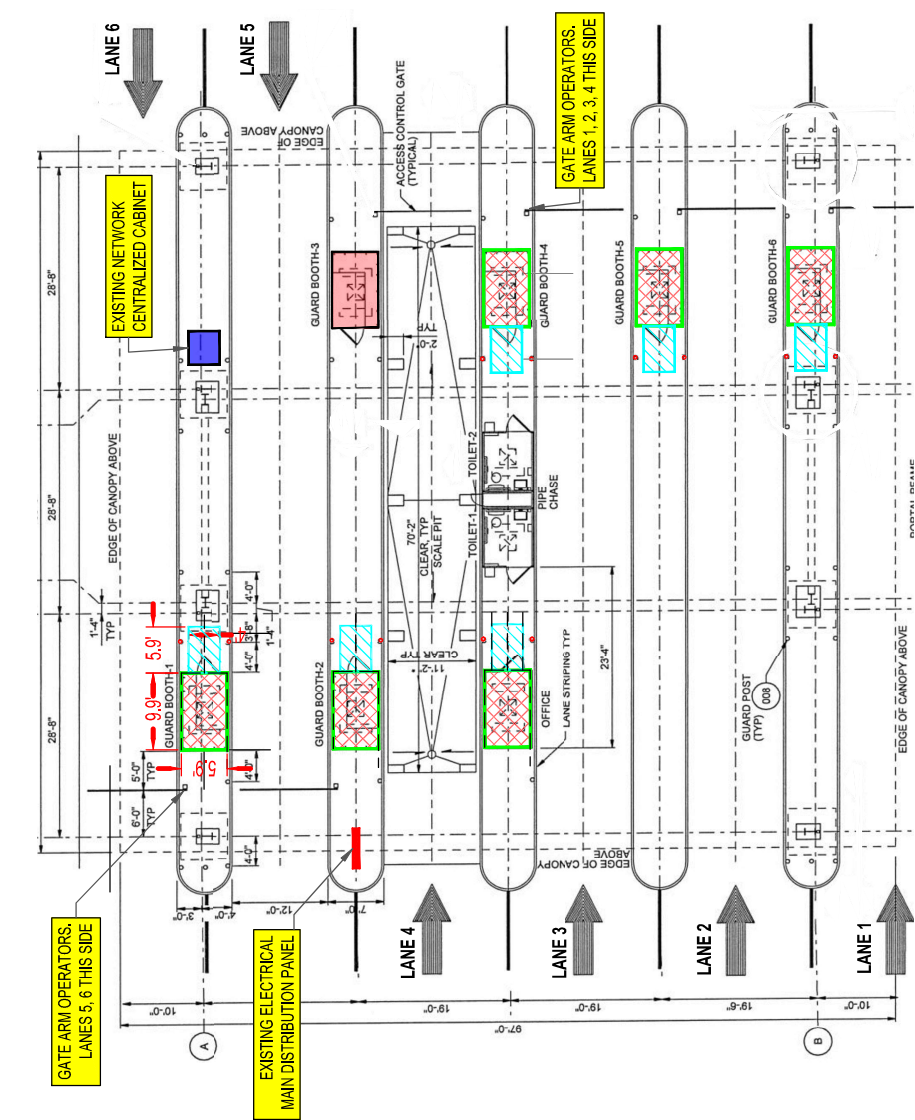 LANE 6
LANE 5
EXISTING NETWORK
CENTRALIZED CABINET
GATE ARM OPERATORS.
LANES 1, 2, 3, 4 THIS SIDE
EDGE OF
CANOPY ABOVE
ACCESS CONTROL GATE
(TYPICAL)
28'-8"
28'-8"
28'-8"
GUARD BOOTH-3
GUARD BOOTH-4
GUARD BOOTH-5
GUARD BOOTH-6
2'-0"
TYP
EDGE OF CANOPY ABOVE
70'-2"
CLEAR, TYP
SCALE PIT
TOILET-1
TOILET-2
PIPE
CHASE
PORTAL BEAMS
1'-4"
TYP
5.9'
9.9'
5.9'
4'-0"
3'-8"
1'-4"
4'-0"
GUARD BOOTH-1
GUARD BOOTH-2
11'-2"
CLEAR TYP
OFFICE
23'-4"
LANE STRIPING TYP
GUARD POST
(TYP)
008
EDGE OF CANOPY ABOVE
5'-0"
TYP
6'-0"
TYP
4'-0"
4'-0"
EDGE OF CANOPY
ABOVE
3'-0"
4'-0"
12'-0"
7'-0"
GATE ARM OPERATORS.
LANES 5, 6 THIS SIDE
EXISTING ELECTRICAL
MAIN DISTRIBUTION PANEL
LANE 4
LANE 3
LANE 2
LANE 1
10'-0"
19'-0"
19'-0"
19'-6"
10'-0"
97'-0"
A
B